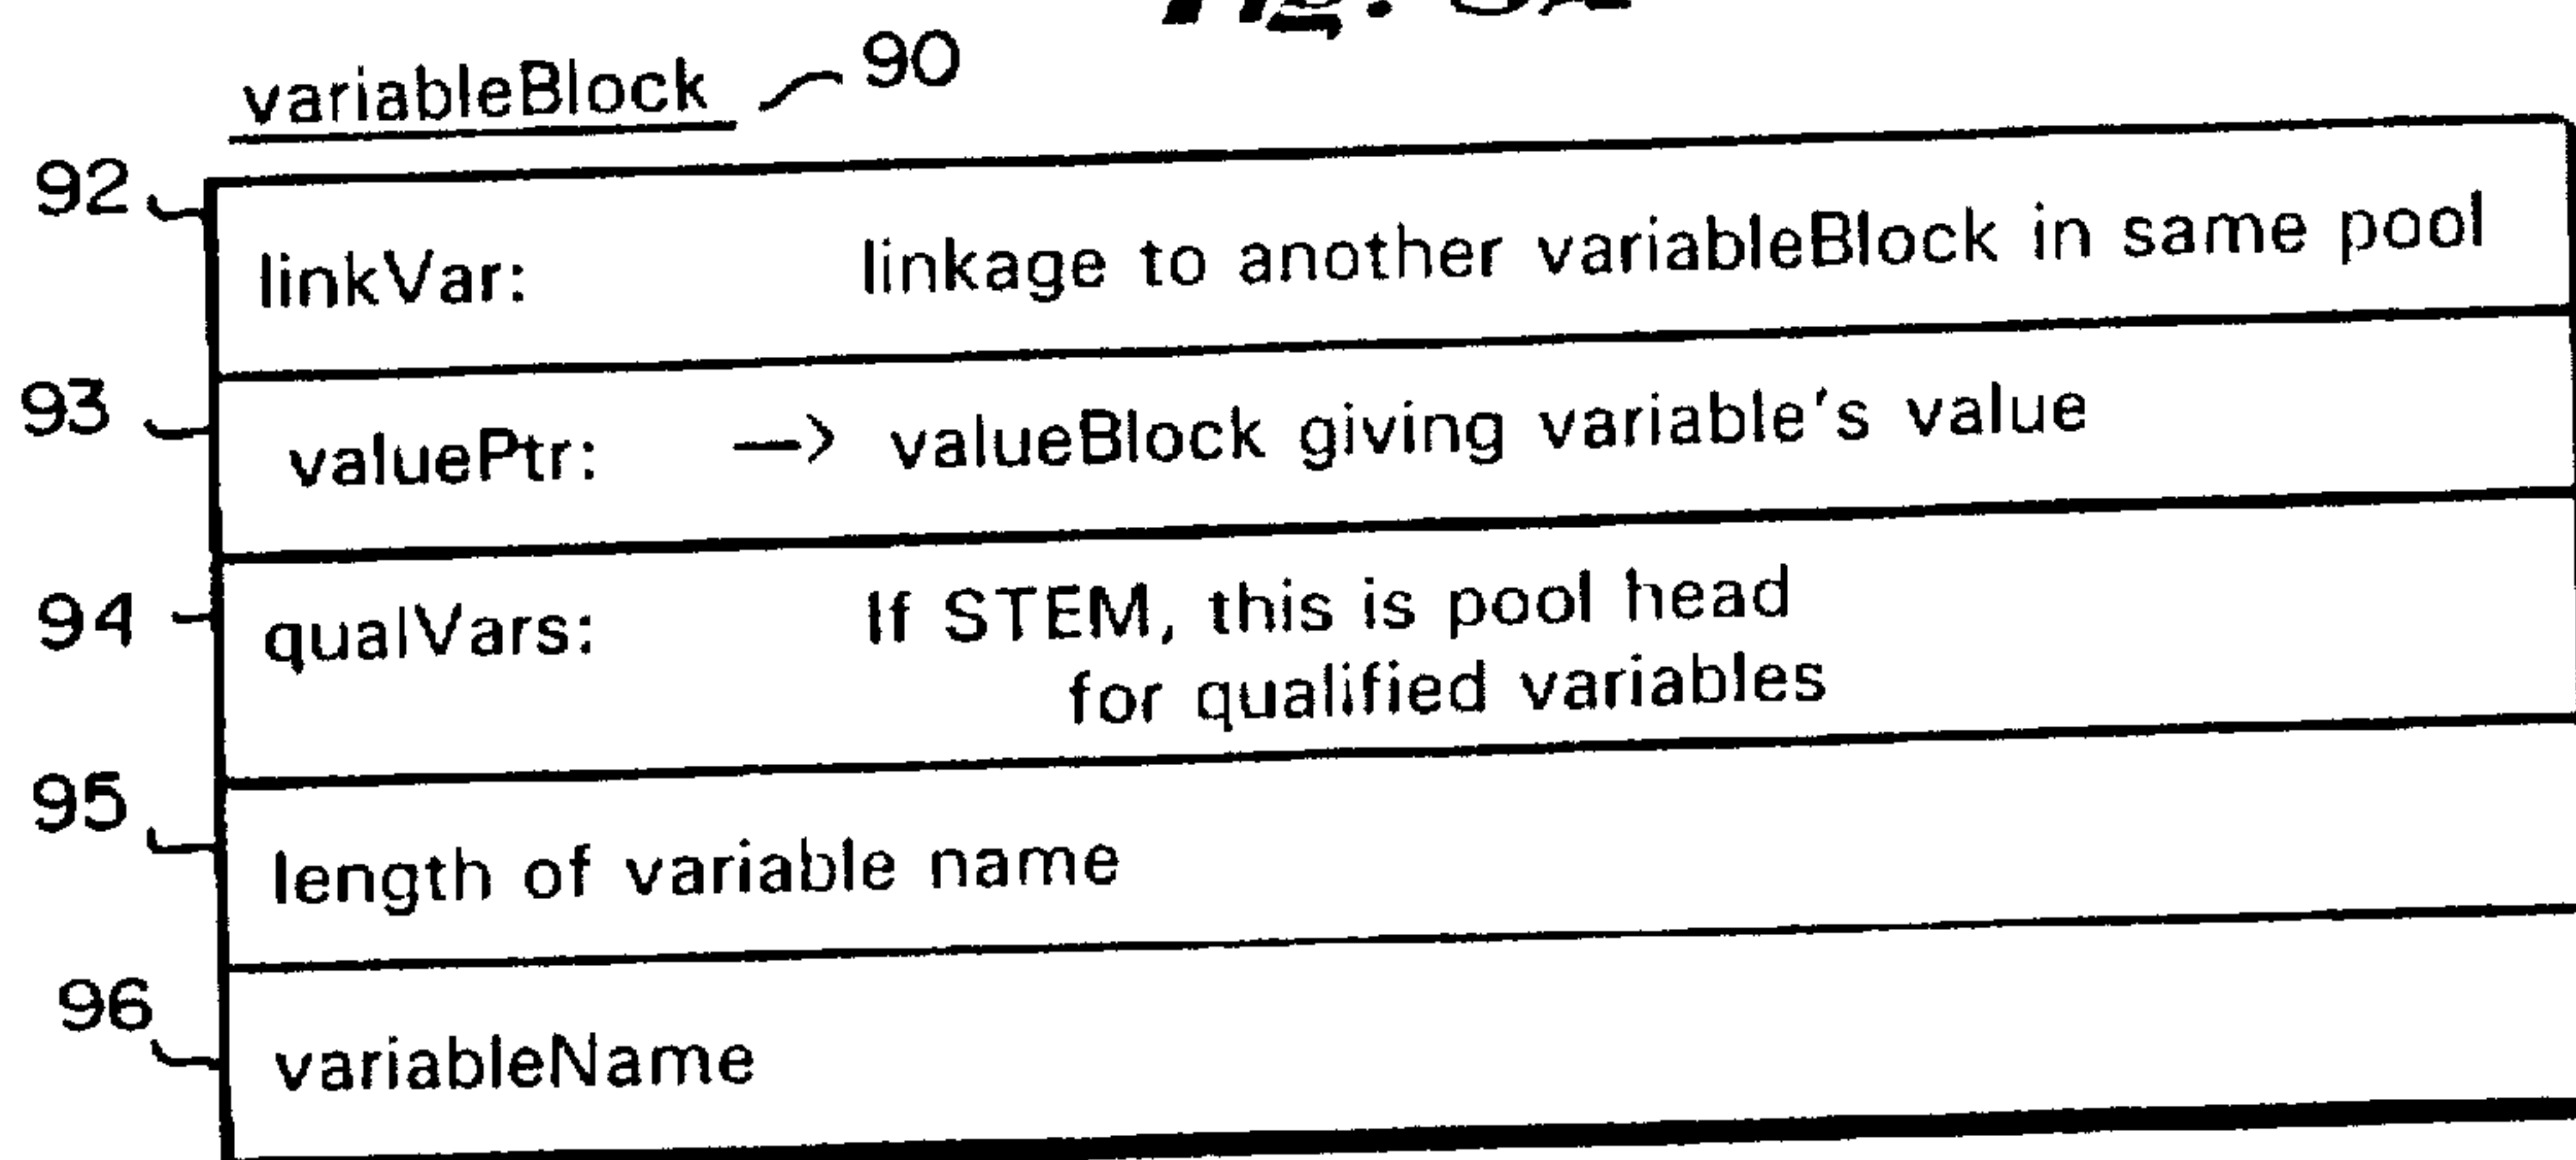 variableBlock 90
92
linkVar: linkage to another variableBlock in same pool
93
valuePtr: —> valueBlock giving variable's value
94
qualVars: If STEM, this is pool head
for qualified variables
95
length of variable name
96
variableName